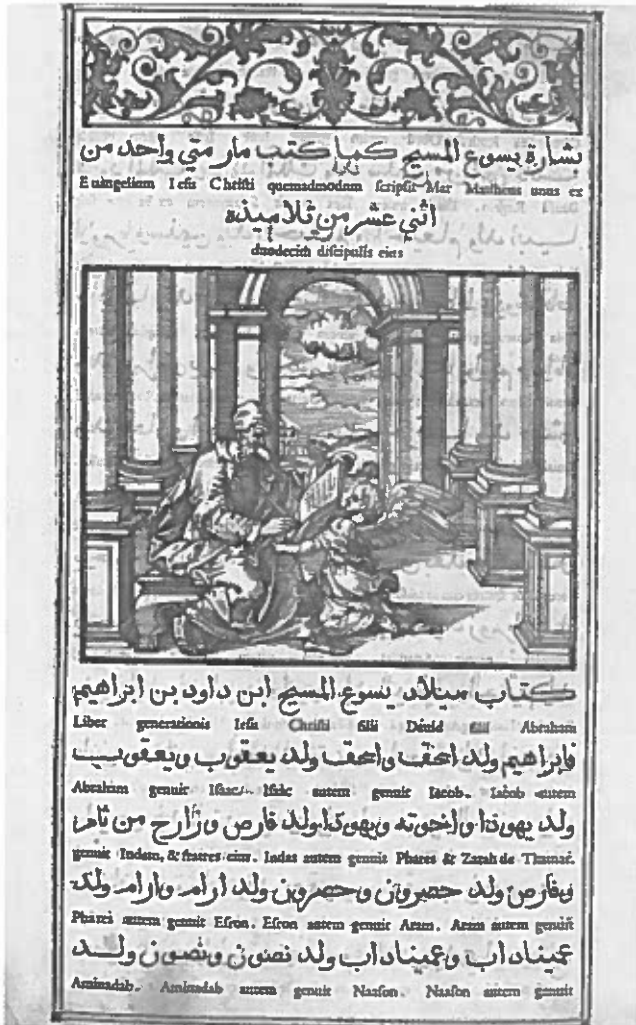 بشارة يسوع المسيح كما كتب مار متي واحد من
Euangelium Iesu Christi quemadmodum scripsit Mar Mattheus unus ex
اثني عشر من تلاميذه
duodecim discipulis eius
كتاب ميلاد يسوع المسيح ابن داود بن ابراهيم
Liber generationis Iesu Christi filii Dauid filii Abraham
فابراهيم ولد اسحق واسحق ولد يعقوب ويعقوب
Abraham genuit Isaac. Isaac autem genuit Iacob. Iacob autem
ولد يهوذا واخوته ويهوذا ولد فارص وزارح من ثامر
genuit Iudam, & fratres eius. Iudas autem genuit Phares & Zarah de Thamar.
وفارص ولد حصرون وحصرون ولد ارام وارام ولد
Phares autem genuit Esron. Esron autem genuit Aram. Aram autem genuit
عميناداب وعميناداب ولد نصون ونصون ولد
Aminadab. Aminadab autem genuit Naason. Naason autem genuit